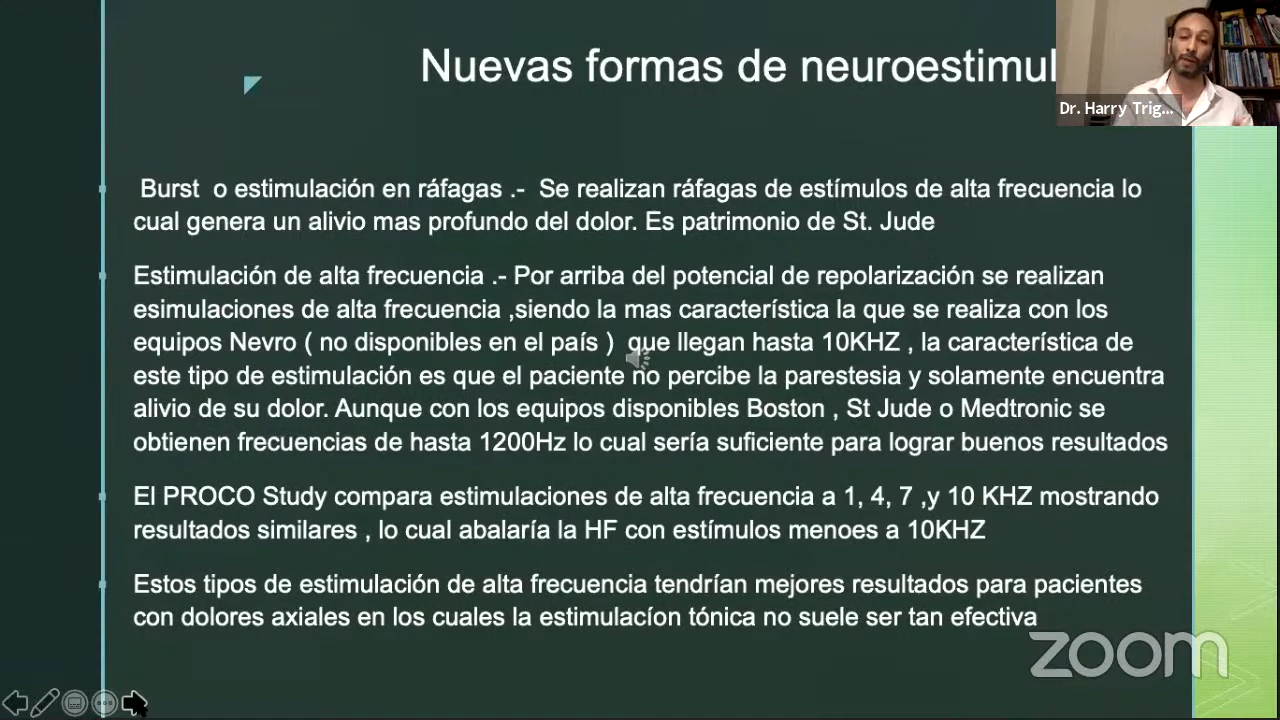 Nuevas formas de neuroestimul
Dr. Harry Trig...
Burst o estimulación en ráfagas .- Se realizan ráfagas de estímulos de alta frecuencia lo
cual genera un alivio mas profundo del dolor. Es patrimonio de St. Jude
Estimulación de alta frecuencia .- Por arriba del potencial de repolarización se realizan
esimulaciones de alta frecuencia ,siendo la mas característica la que se realiza con los
equipos Nevro ( no disponibles en el país ) que llegan hasta 10KHZ , la característica de
este tipo de estimulación es que el paciente no percibe la parestesia y solamente encuentra
alivio de su dolor. Aunque con los equipos disponibles Boston , St Jude o Medtronic se
obtienen frecuencias de hasta 1200Hz lo cual sería suficiente para lograr buenos resultados
El PROCO Study compara estimulaciones de alta frecuencia a 1, 4, 7 ,y 10 KHZ mostrando
resultados similares , lo cual abalaría la HF con estímulos menoes a 10KHZ
Estos tipos de estimulación de alta frecuencia tendrían mejores resultados para pacientes
con dolores axiales en los cuales la estimulacíon tónica no suele ser tan efectiva
zoom